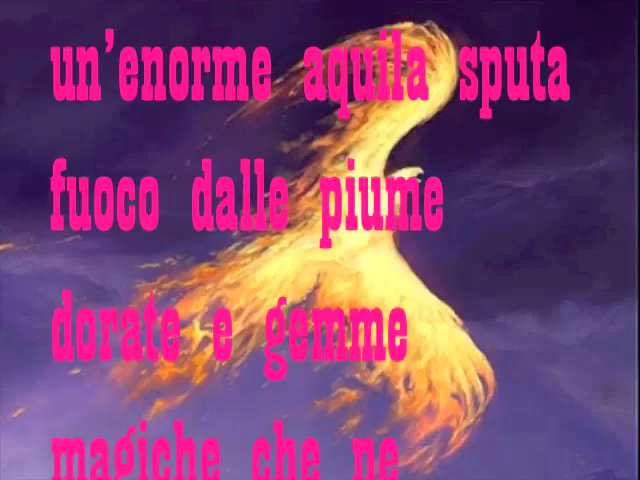 un'enorme aquila sputa
fuoco dalle piume
dorate e gemme
magiche che ne